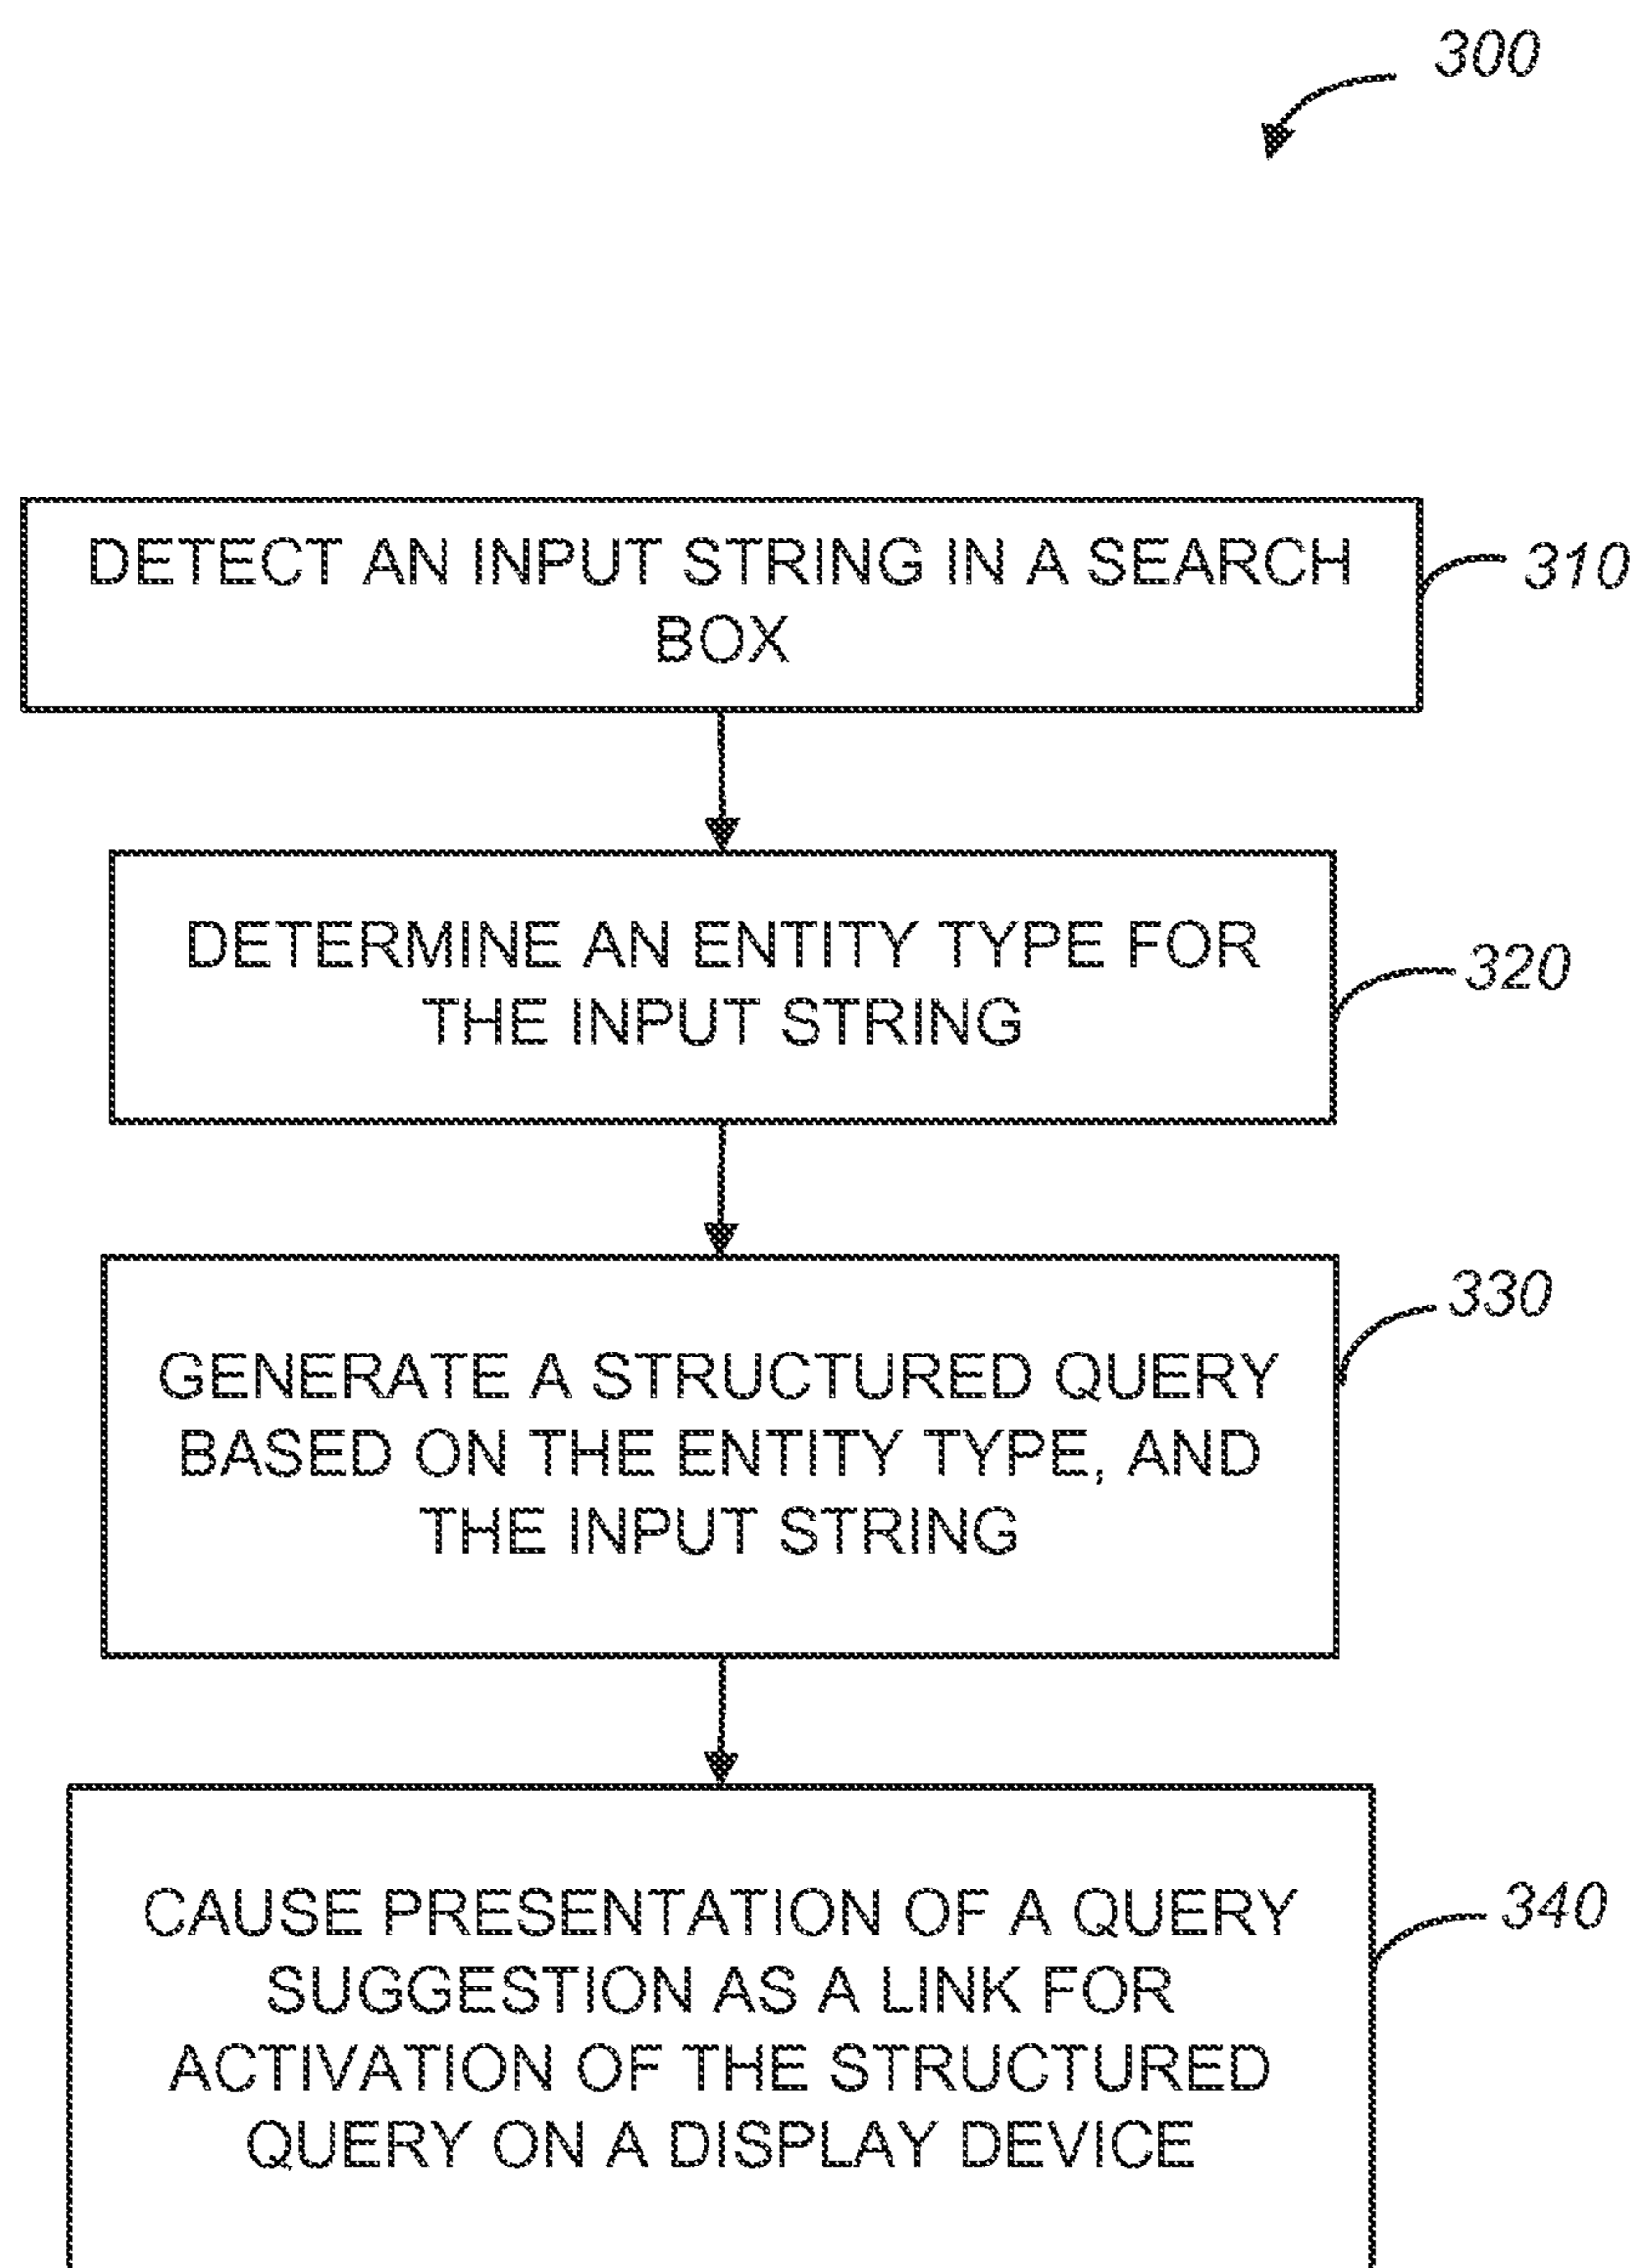 300
DETECT AN INPUT STRING IN A SEARCH
BOX
310
DETERMINE AN ENTITY TYPE FOR
THE INPUT STRING
320
GENERATE A STRUCTURED QUERY
BASED ON THE ENTITY TYPE, AND
THE INPUT STRING
330
CAUSE PRESENTATION OF A QUERY
SUGGESTION AS A LINK FOR
ACTIVATION OF THE STRUCTURED
QUERY ON A DISPLAY DEVICE
340